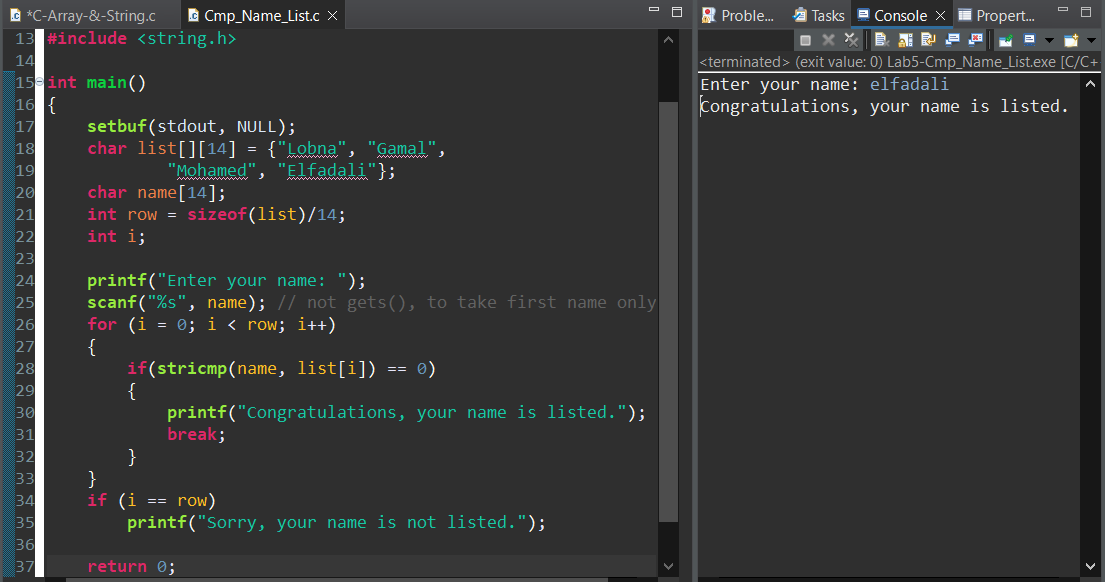 *C-Array-&-String.c Cmp_Name_List.c
13 #include <string.h>
14
15 int main()
16 {
17     setbuf(stdout, NULL);
18     char list[][14] = {"Lobna", "Gamal",
19             "Mohamed", "Elfadali"};
20     char name[14];
21     int row = sizeof(list)/14;
22     int i;
23
24     printf("Enter your name: ");
25     scanf("%s", name); // not gets(), to take first name only
26     for (i = 0; i < row; i++)
27     {
28         if(stricmp(name, list[i]) == 0)
29         {
30             printf("Congratulations, your name is listed.");
31             break;
32         }
33     }
34     if (i == row)
35         printf("Sorry, your name is not listed.");
36
37     return 0;
Proble... Tasks Console Propert...
<terminated> (exit value: 0) Lab5-Cmp_Name_List.exe [C/C+
Enter your name: elfadali
Congratulations, your name is listed.